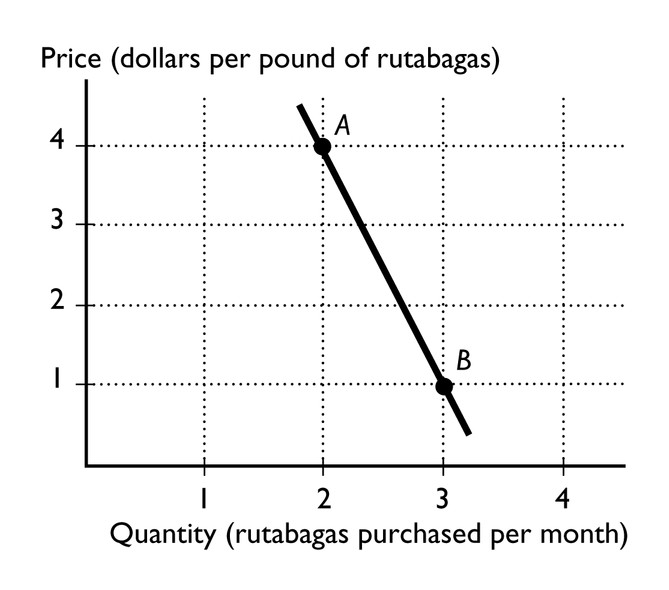 Price (dollars per pound of rutabagas)
A
4
3
2
B
1
1 2 3 4
Quantity (rutabagas purchased per month)